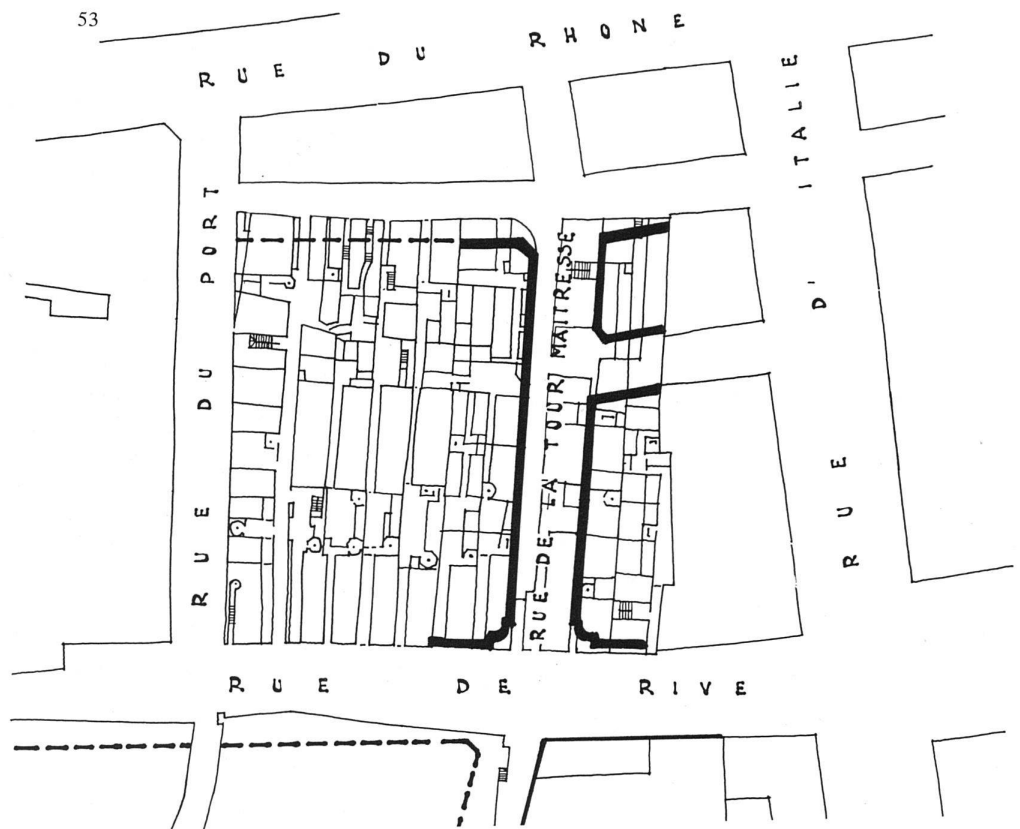 53
RUE DU RHONE
RUE DU PORT
RUE DE LA TOUR MAITRESSE
RUE D'ITALIE
RUE DE RIVE